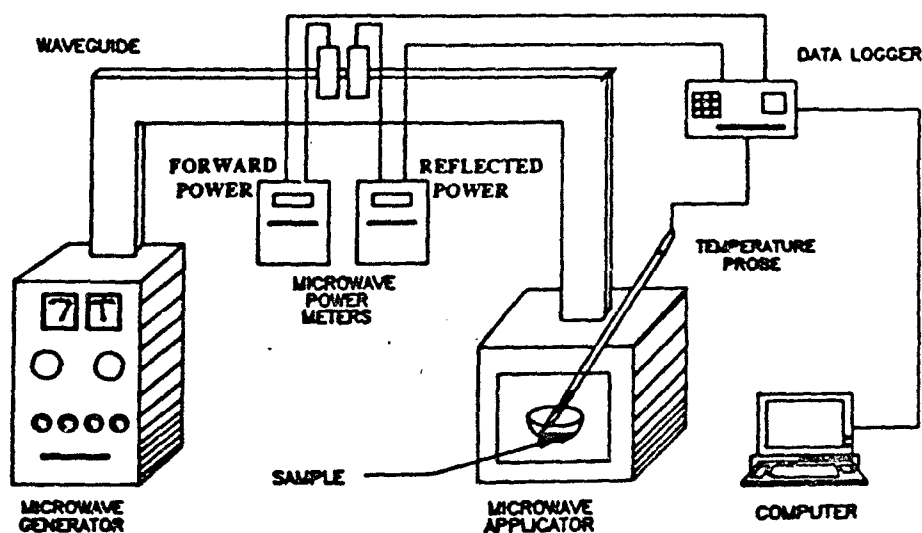 WAVEGUIDE
DATA LOGGER
FORWARD
POWER
REFLECTED
POWER
TEMPERATURE
PROBE
MICROWAVE
POWER
METERS
SAMPLE
MICROWAVE
GENERATOR
MICROWAVE
APPLICATOR
COMPUTER